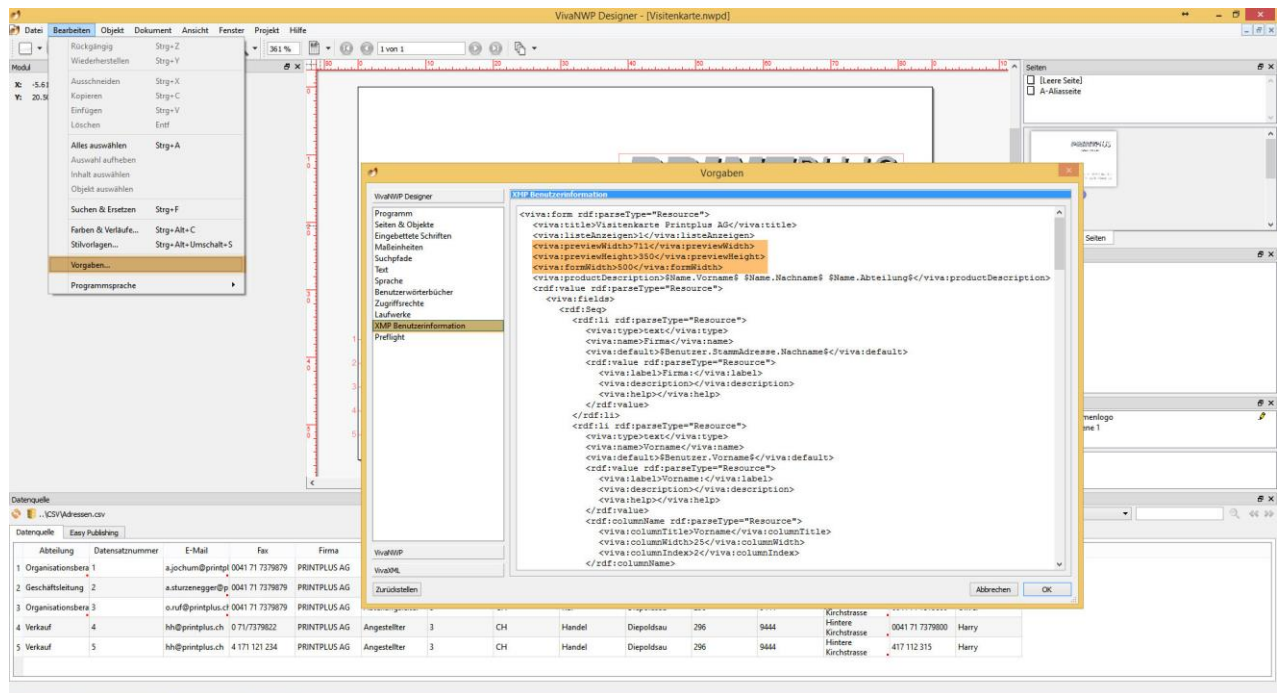 VivaNWP Designer - [Visitenkarte.nwpd]
Datei Bearbeiten Objekt Dokument Ansicht Fenster Projekt Hilfe
Rückgängig Strg+Z
Wiederherstellen Strg+Y
Ausschneiden Strg+X
Kopieren Strg+C
Einfügen Strg+V
Löschen Entf
Alles auswählen Strg+A
Auswahl aufheben
Inhalt auswählen
Objekt auswählen
Suchen & Ersetzen Strg+F
Farben & Verläufe... Strg+Alt+C
Stilvorlagen... Strg+Alt+Umschalt+S
Vorgaben...
Programmsprache
361 %
1 von 1
Modul
X: -5.61
Y: 20.50
Seiten
[Leere Seite]
A-Aliasseite
Seiten
Vorgaben
VivaNWP Designer
Programm
Seiten & Objekte
Eingebettete Schriften
Maßeinheiten
Suchpfade
Text
Sprache
Benutzerwörterbücher
Zugriffsrechte
Laufwerke
XMP Benutzerinformation
Preflight
VivaNWP
VivaXML
Zurückstellen
XMP Benutzerinformation
<viva:form rdf:parseType="Resource">
<viva:title>Visitenkarte Printplus AG</viva:title>
<viva:listeAnzeigen>1</viva:listeAnzeigen>
<viva:previewWidth>711</viva:previewWidth>
<viva:previewHeight>350</viva:previewHeight>
<viva:formWidth>500</viva:formWidth>
<viva:productDescription>$Name.Vorname$ $Name.Nachname$ $Name.Abteilung$</viva:productDescription>
<rdf:value rdf:parseType="Resource">
<viva:fields>
<rdf:Seq>
<rdf:li rdf:parseType="Resource">
<viva:type>text</viva:type>
<viva:name>Firma</viva:name>
<viva:default>$Benutzer.StammAdresse.Nachname$</viva:default>
<rdf:value rdf:parseType="Resource">
<viva:label>Firma:</viva:label>
<viva:description></viva:description>
<viva:help></viva:help>
</rdf:value>
</rdf:li>
<rdf:li rdf:parseType="Resource">
<viva:type>text</viva:type>
<viva:name>Vorname</viva:name>
<viva:default>$Benutzer.Vorname$</viva:default>
<rdf:value rdf:parseType="Resource">
<viva:label>Vorname:</viva:label>
<viva:description></viva:description>
<viva:help></viva:help>
</rdf:value>
<rdf:columnName rdf:parseType="Resource">
<viva:columnTitle>Vorname</viva:columnTitle>
<viva:columnWidth>25</viva:columnWidth>
<viva:columnIndex>2</viva:columnIndex>
</rdf:columnName>
Abbrechen OK
menlogo
ene 1
Datenquelle
..\CSV\Adressen.csv
Datenquelle Easy Publishing
Abteilung Datensatznummer E-Mail Fax Firma
1 Organisationsbera 1 a.jochum@printpl 0041 71 7379879 PRINTPLUS AG
2 Geschäftsleitung 2 a.sturzenegger@p 0041 71 7379879 PRINTPLUS AG
3 Organisationsbera 3 o.ruf@printplus.ch 0041 71 7379879 PRINTPLUS AG Kirchstrasse
4 Verkauf 4 hh@printplus.ch 0 71/7379822 PRINTPLUS AG Angestellter 3 CH Handel Diepoldsau 296 9444 Hintere Kirchstrasse 0041 71 7379800 Harry
5 Verkauf 5 hh@printplus.ch 4 171 121 234 PRINTPLUS AG Angestellter 3 CH Handel Diepoldsau 296 9444 Hintere Kirchstrasse 417 112 315 Harry